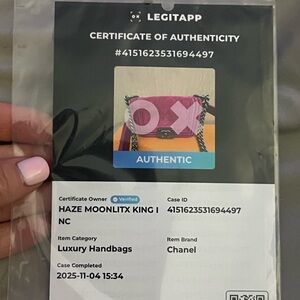 LEGITAPP
CERTIFICATE OF AUTHENTICITY
#4151623531694497
OX
AUTHENTIC
Certificate Owner Verified
HAZE MOONLITX KING I
NC
Case ID
4151623531694497
Item Category
Luxury Handbags
Item Brand
Chanel
Case Completed
2025-11-04 15:34